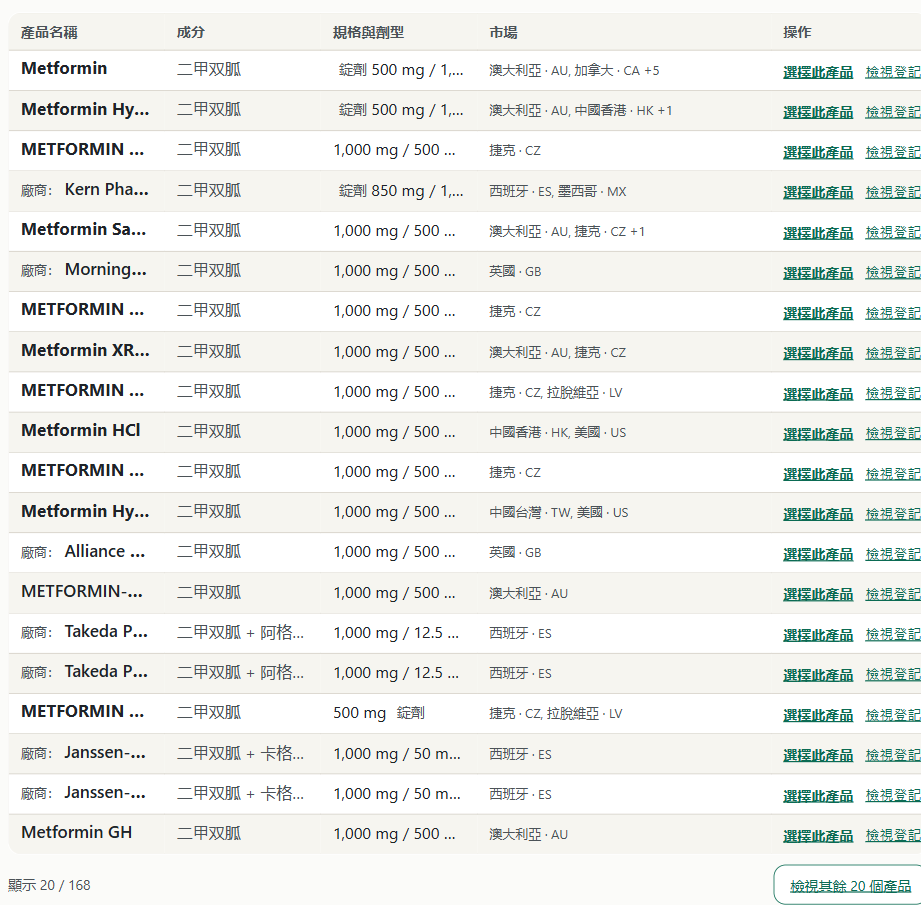 產品名稱 成分 規格與劑型 市場 操作
Metformin 二甲双胍 錠劑 500 mg / 1,... 澳大利亞 · AU, 加拿大 · CA +5 選擇此產品 檢視登記
Metformin Hy... 二甲双胍 錠劑 500 mg / 1,... 澳大利亞 · AU, 中國香港 · HK +1 選擇此產品 檢視登記
METFORMIN ... 二甲双胍 1,000 mg / 500 ... 捷克 · CZ 選擇此產品 檢視登記
廠商： Kern Pha... 二甲双胍 錠劑 850 mg / 1,... 西班牙 · ES, 墨西哥 · MX 選擇此產品 檢視登記
Metformin Sa... 二甲双胍 1,000 mg / 500 ... 澳大利亞 · AU, 捷克 · CZ +1 選擇此產品 檢視登記
廠商： Morning... 二甲双胍 1,000 mg / 500 ... 英國 · GB 選擇此產品 檢視登記
METFORMIN ... 二甲双胍 1,000 mg / 500 ... 捷克 · CZ 選擇此產品 檢視登記
Metformin XR... 二甲双胍 1,000 mg / 500 ... 澳大利亞 · AU, 捷克 · CZ 選擇此產品 檢視登記
METFORMIN ... 二甲双胍 1,000 mg / 500 ... 捷克 · CZ, 拉脫維亞 · LV 選擇此產品 檢視登記
Metformin HCl 二甲双胍 1,000 mg / 500 ... 中國香港 · HK, 美國 · US 選擇此產品 檢視登記
METFORMIN ... 二甲双胍 1,000 mg / 500 ... 捷克 · CZ 選擇此產品 檢視登記
Metformin Hy... 二甲双胍 1,000 mg / 500 ... 中國台灣 · TW, 美國 · US 選擇此產品 檢視登記
廠商： Alliance ... 二甲双胍 1,000 mg / 500 ... 英國 · GB 選擇此產品 檢視登記
METFORMIN-... 二甲双胍 1,000 mg / 500 ... 澳大利亞 · AU 選擇此產品 檢視登記
廠商： Takeda P... 二甲双胍 + 阿格... 1,000 mg / 12.5 ... 西班牙 · ES 選擇此產品 檢視登記
廠商： Takeda P... 二甲双胍 + 阿格... 1,000 mg / 12.5 ... 西班牙 · ES 選擇此產品 檢視登記
METFORMIN ... 二甲双胍 500 mg 錠劑 捷克 · CZ, 拉脫維亞 · LV 選擇此產品 檢視登記
廠商： Janssen-... 二甲双胍 + 卡格... 1,000 mg / 50 m... 西班牙 · ES 選擇此產品 檢視登記
廠商： Janssen-... 二甲双胍 + 卡格... 1,000 mg / 50 m... 西班牙 · ES 選擇此產品 檢視登記
Metformin GH 二甲双胍 1,000 mg / 500 ... 澳大利亞 · AU 選擇此產品 檢視登記
顯示 20 / 168 檢視其餘 20 個產品